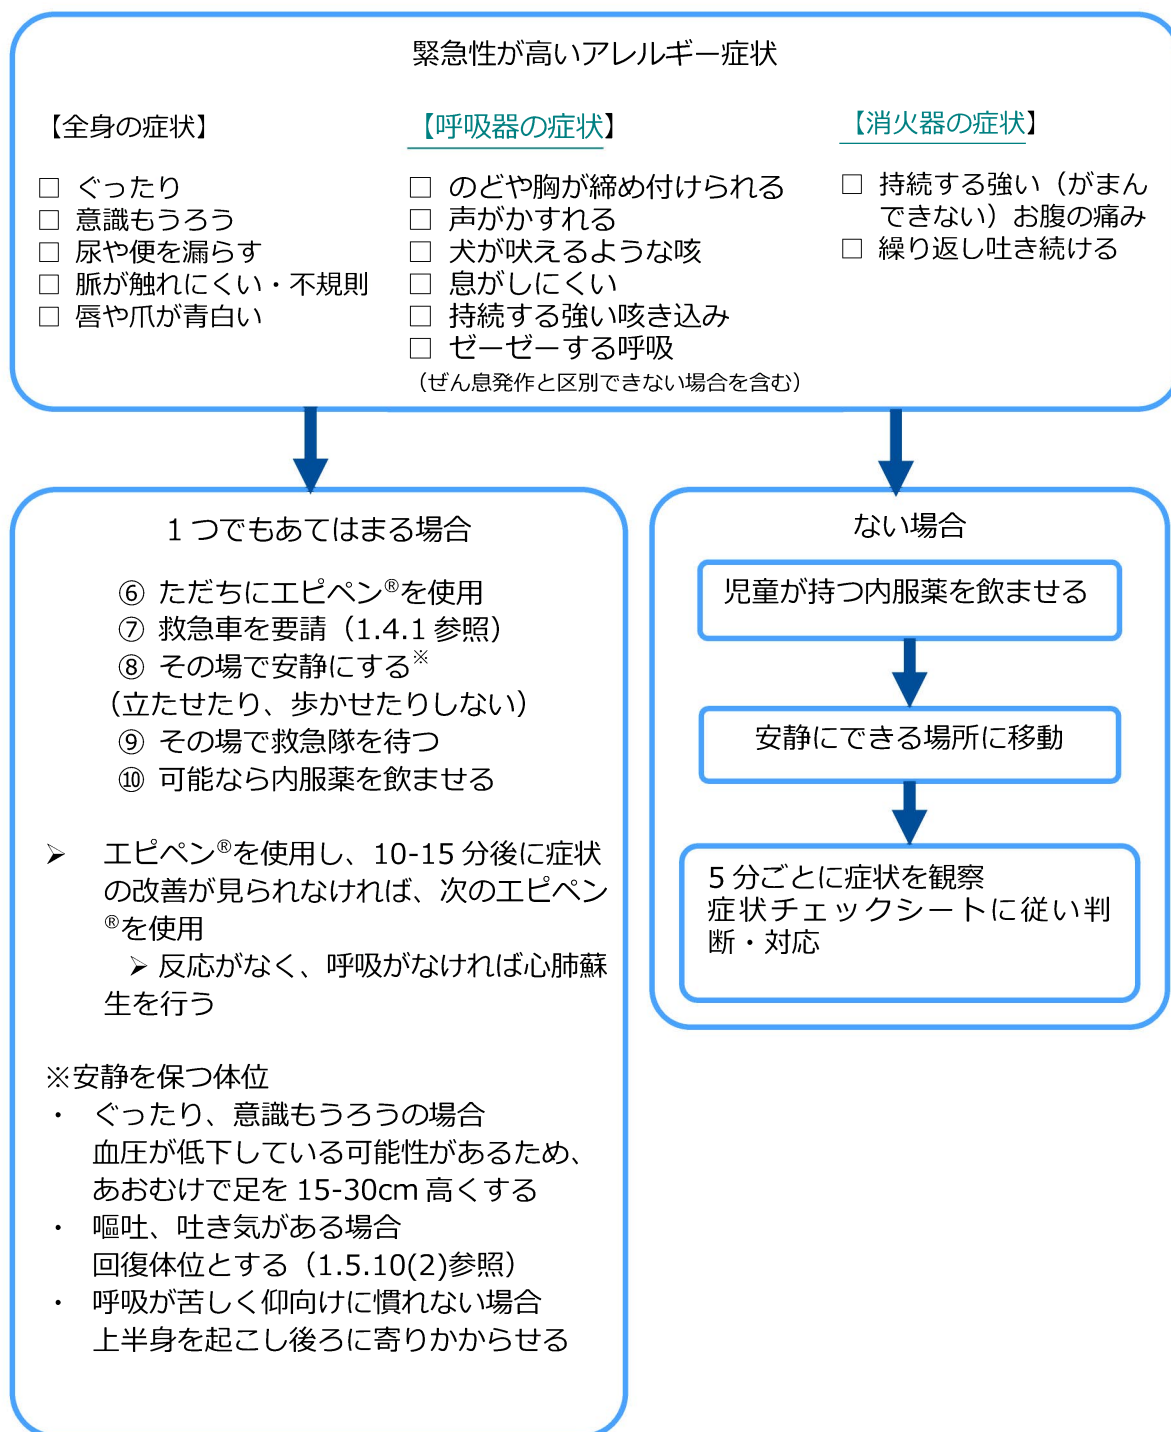 緊急性が高いアレルギー症状
【全身の症状】
□ ぐったり
□ 意識もうろう
□ 尿や便を漏らす
□ 脈が触れにくい・不規則
□ 唇や爪が青白い
【呼吸器の症状】
□ のどや胸が締め付けられる
□ 声がかすれる
□ 犬が吠えるような咳
□ 息がしにくい
□ 持続する強い咳き込み
□ ゼーゼーする呼吸
（ぜん息発作と区別できない場合を含む）
【消火器の症状】
□ 持続する強い（がまん
できない）お腹の痛み
□ 繰り返し吐き続ける
1 つでもあてはまる場合
⑥ ただちにエピペン®を使用
⑦ 救急車を要請（1.4.1 参照）
⑧ その場で安静にする※
（立たせたり、歩かせたりしない）
⑨ その場で救急隊を待つ
⑩ 可能なら内服薬を飲ませる
➢ エピペン®を使用し、10-15 分後に症状
の改善が見られなければ、次のエピペン
®を使用
➢ 反応がなく、呼吸がなければ心肺蘇
生を行う
※安静を保つ体位
・ ぐったり、意識もうろうの場合
血圧が低下している可能性があるため、
あおむけで足を 15-30cm 高くする
・ 嘔吐、吐き気がある場合
回復体位とする（1.5.10(2)参照）
・ 呼吸が苦しく仰向けに慣れない場合
上半身を起こし後ろに寄りかからせる
ない場合
児童が持つ内服薬を飲ませる
安静にできる場所に移動
5 分ごとに症状を観察
症状チェックシートに従い判
断・対応